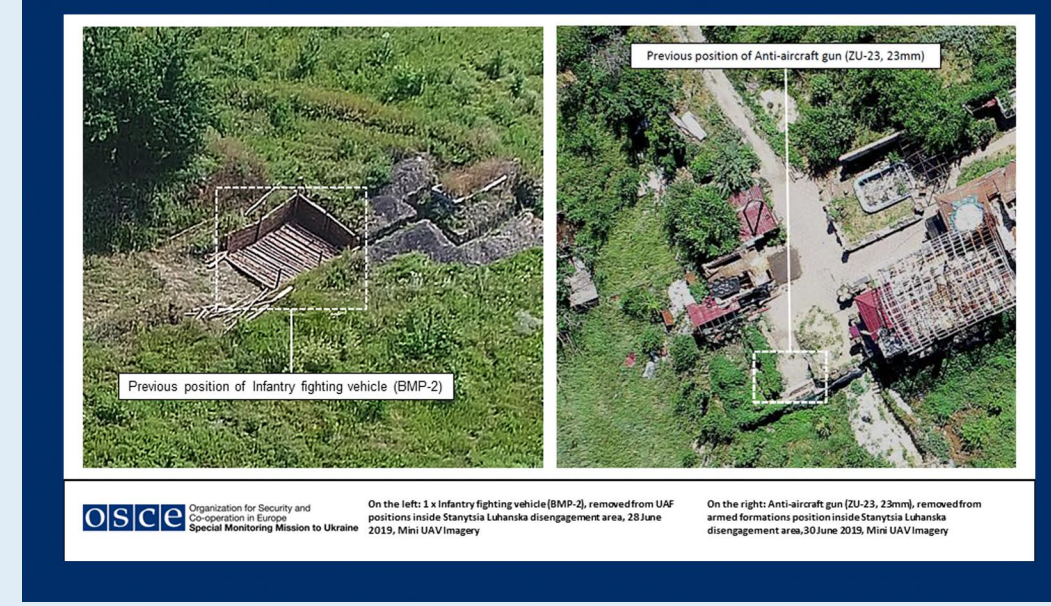 Previous position of Anti-aircraft gun (ZU-23, 23mm)
Previous position of Infantry fighting vehicle (BMP-2)
osce
Organization for Security and
Co-operation in Europe
Special Monitoring Mission to Ukraine
On the left: 1 x Infantry fighting vehicle (BMP-2), removed from UAF
positions inside Stanytsia Luhanska disengagement area, 28 June
2019, Mini UAV Imagery
On the right: Anti-aircraft gun (ZU-23, 23mm), removed from
armed formations position inside Stanytsia Luhanska
disengagement area,30 June 2019, Mini UAV Imagery